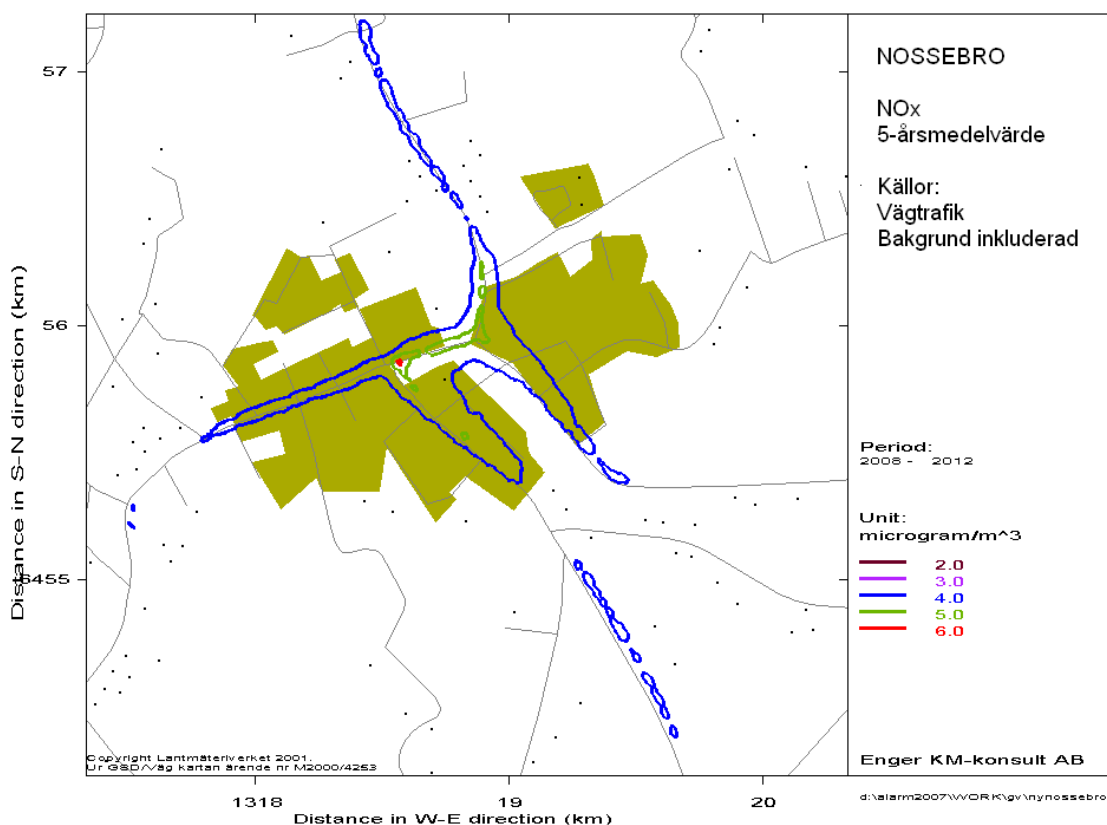 NOSSEBRO
NOx
5-årsmedelvärde
Källor:
Vägtrafik
Bakgrund inkluderad
Period:
2008 - 2012
Unit:
microgram/m^3
2.0
3.0
4.0
5.0
6.0
Enger KM-konsult AB
d:\alarm2007\WORK\gv\nynossebro
57
56
6455
Distance in S-N direction (km)
Copyright Lantmäteriverket 2001.
Ur GSD/Väg kartan ärende nr M2000/4253
1318
19
20
Distance in W-E direction (km)